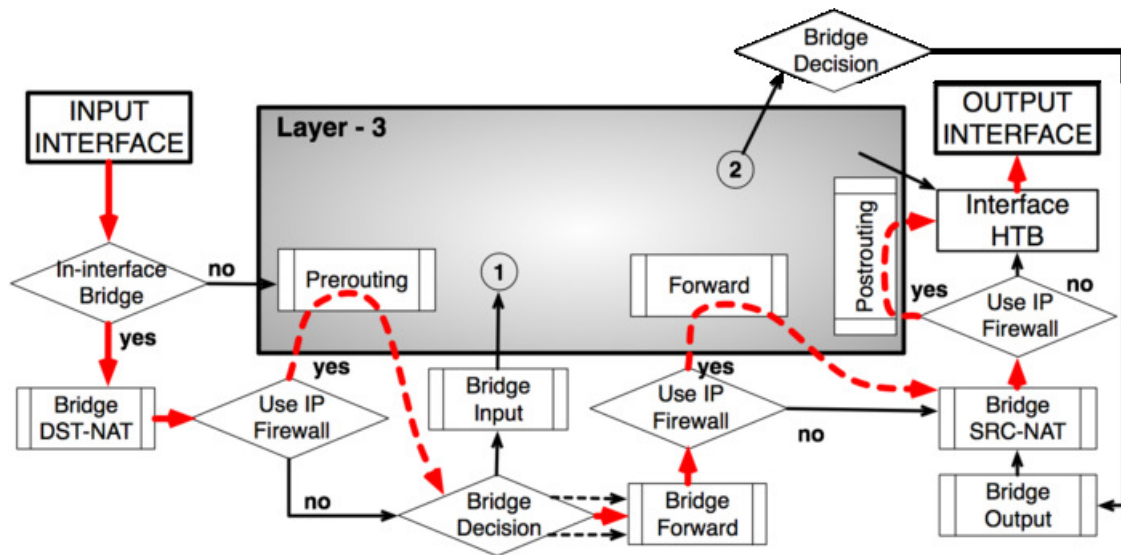 Bridge
Decision
INPUT
INTERFACE
Layer - 3
OUTPUT
INTERFACE
2
Interface
HTB
In-interface
Bridge
no
Prerouting
1
Forward
Postrouting
yes
no
yes
Use IP
Firewall
Bridge
DST-NAT
yes
Use IP
Firewall
Bridge
Input
yes
Use IP
Firewall
no
Bridge
SRC-NAT
no
Bridge
Decision
Bridge
Forward
Bridge
Output